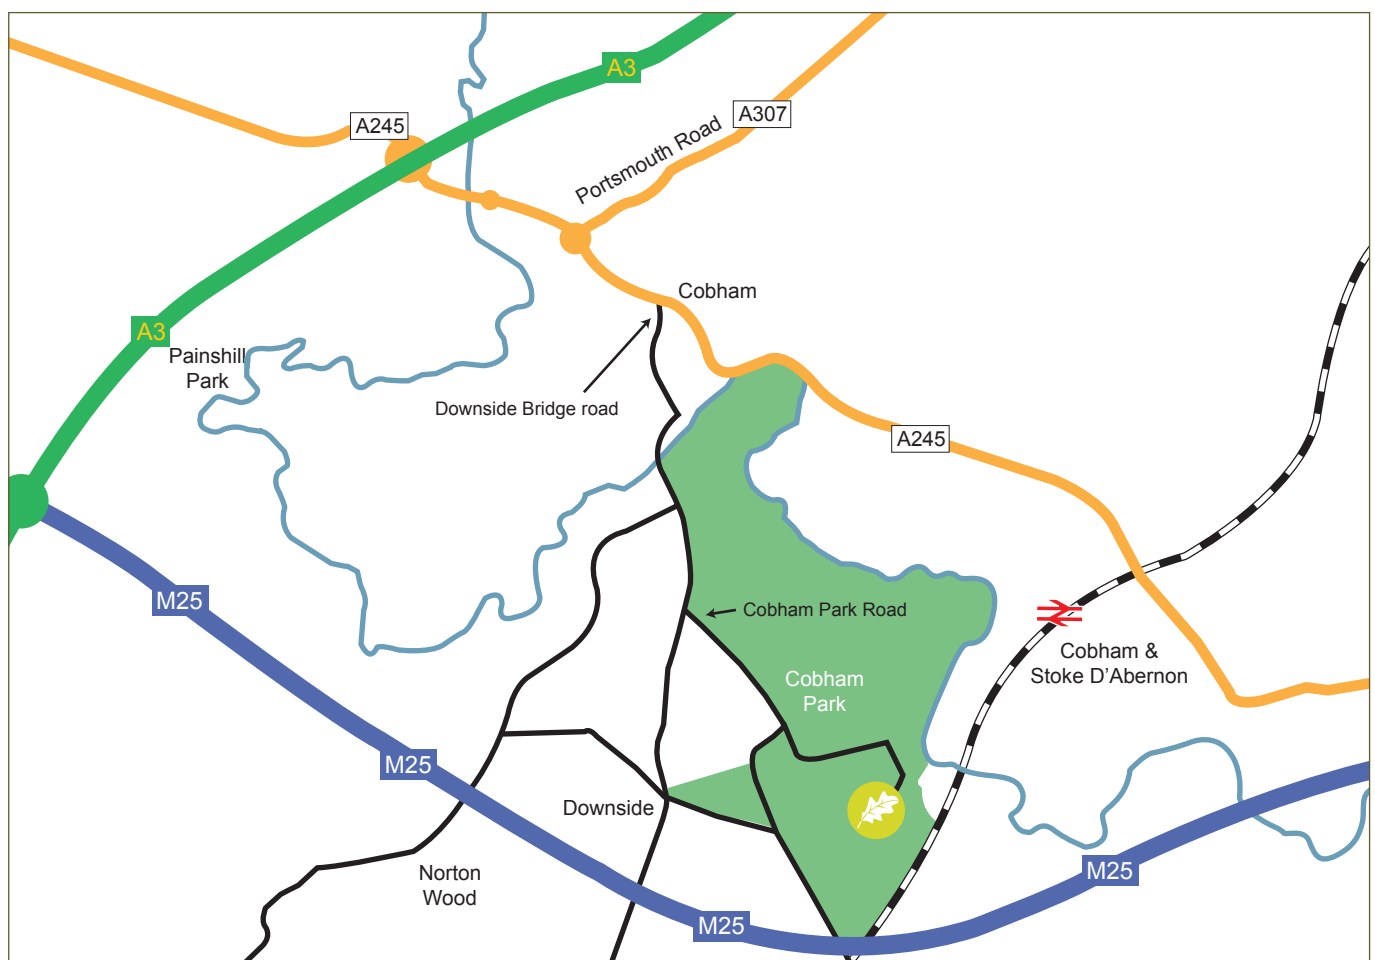 A3
A307
A245
Portsmouth Road
Cobham
A3
Painshill
Park
Downside Bridge road
A245
M25
Cobham Park Road
Cobham &
Stoke D'Abernon
Cobham
Park
M25
Downside
Norton
Wood
M25
M25